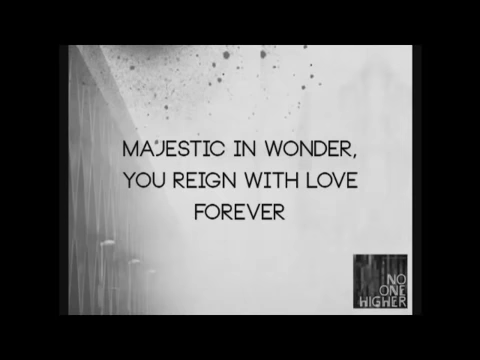 MAJESTIC IN WONDER,
YOU REIGN WITH LOVE
FOREVER
NO
ONE
HIGHER